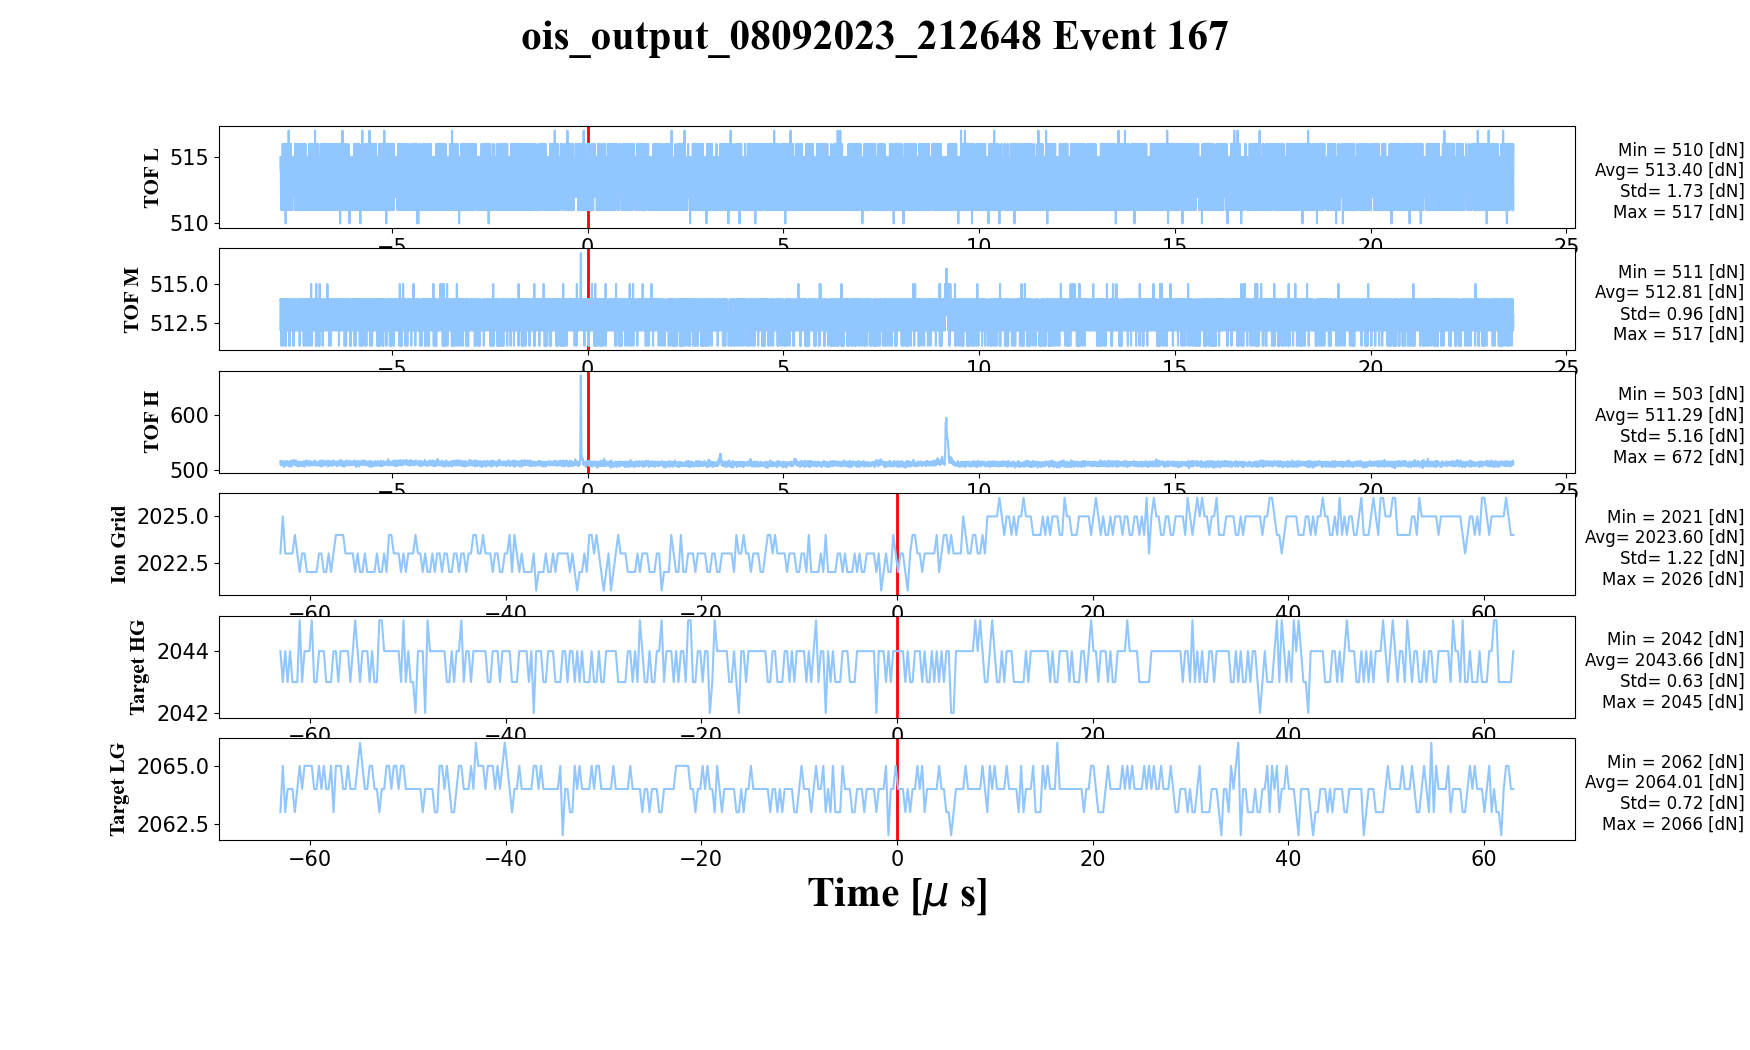 ois_output_08092023_212648 Event 167
TOF L
515
510
Min = 510 [dN]
Avg= 513.40 [dN]
Std= 1.73 [dN]
Max = 517 [dN]
−5 0 5 10 15 20 25
TOF M
515.0
512.5
Min = 511 [dN]
Avg= 512.81 [dN]
Std= 0.96 [dN]
Max = 517 [dN]
−5 0 5 10 15 20 25
TOF H
600
500
Min = 503 [dN]
Avg= 511.29 [dN]
Std= 5.16 [dN]
Max = 672 [dN]
−5 0 5 10 15 20 25
Ion Grid
2025.0
2022.5
Min = 2021 [dN]
Avg= 2023.60 [dN]
Std= 1.22 [dN]
Max = 2026 [dN]
−60 −40 −20 0 20 40 60
Target HG
2044
2042
Min = 2042 [dN]
Avg= 2043.66 [dN]
Std= 0.63 [dN]
Max = 2045 [dN]
−60 −40 −20 0 20 40 60
Target LG
2065.0
2062.5
Min = 2062 [dN]
Avg= 2064.01 [dN]
Std= 0.72 [dN]
Max = 2066 [dN]
−60 −40 −20 0 20 40 60
Time [μ s]